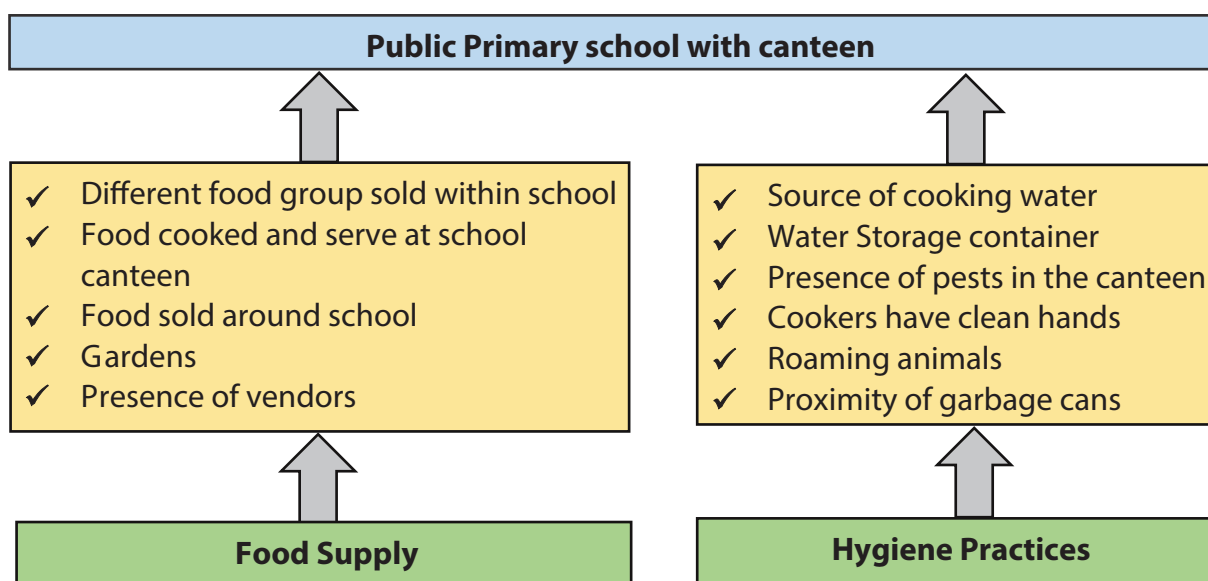 Public Primary school with canteen
✓ Different food group sold within school
✓ Food cooked and serve at school
canteen
✓ Food sold around school
✓ Gardens
✓ Presence of vendors
✓ Source of cooking water
✓ Water Storage container
✓ Presence of pests in the canteen
✓ Cookers have clean hands
✓ Roaming animals
✓ Proximity of garbage cans
Food Supply
Hygiene Practices